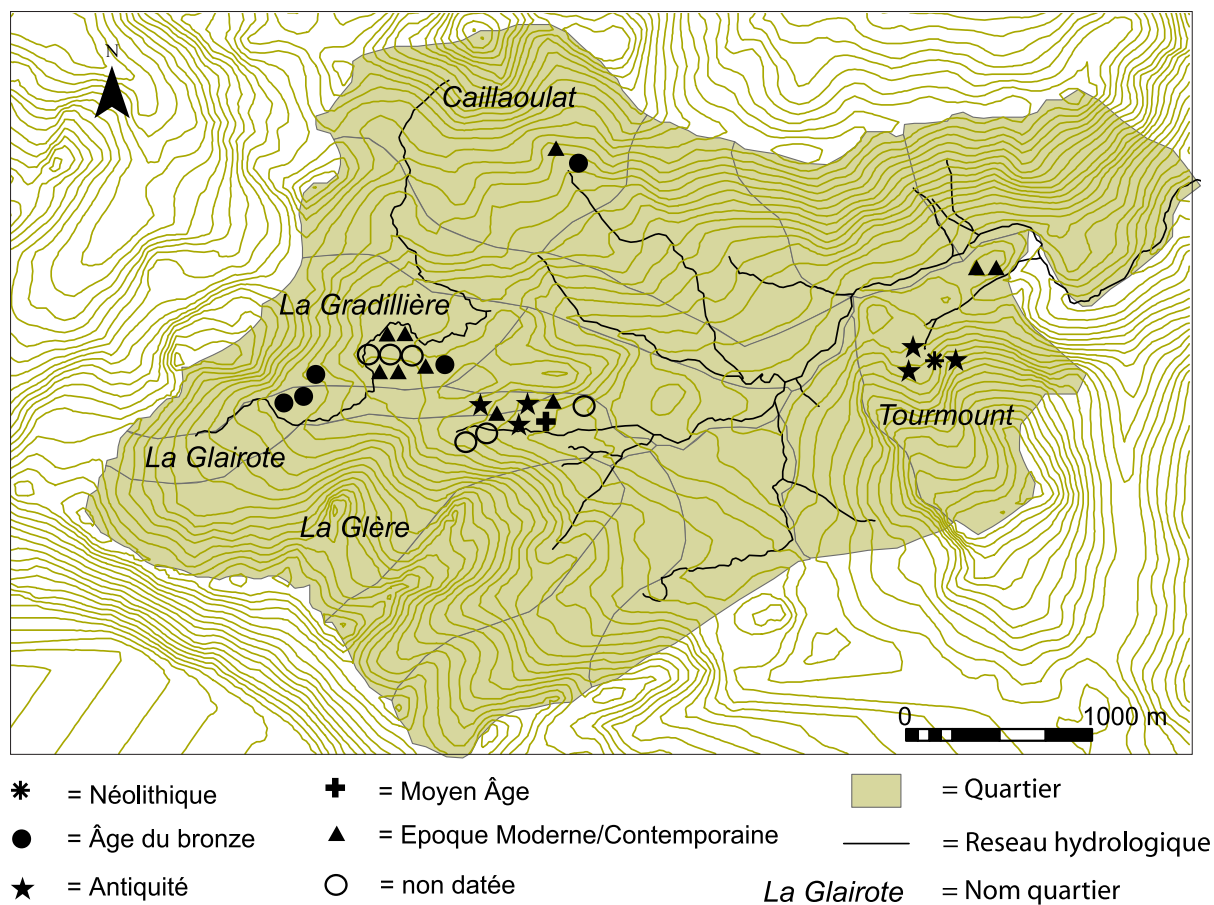 N
Caillaoulat
La Gradillière
Tourmount
La Glairote
La Glère
0 1000 m
= Néolithique
= Moyen Âge
= Quartier
= Âge du bronze
= Epoque Moderne/Contemporaine
= Reseau hydrologique
= Antiquité
= non datée
La Glairote = Nom quartier